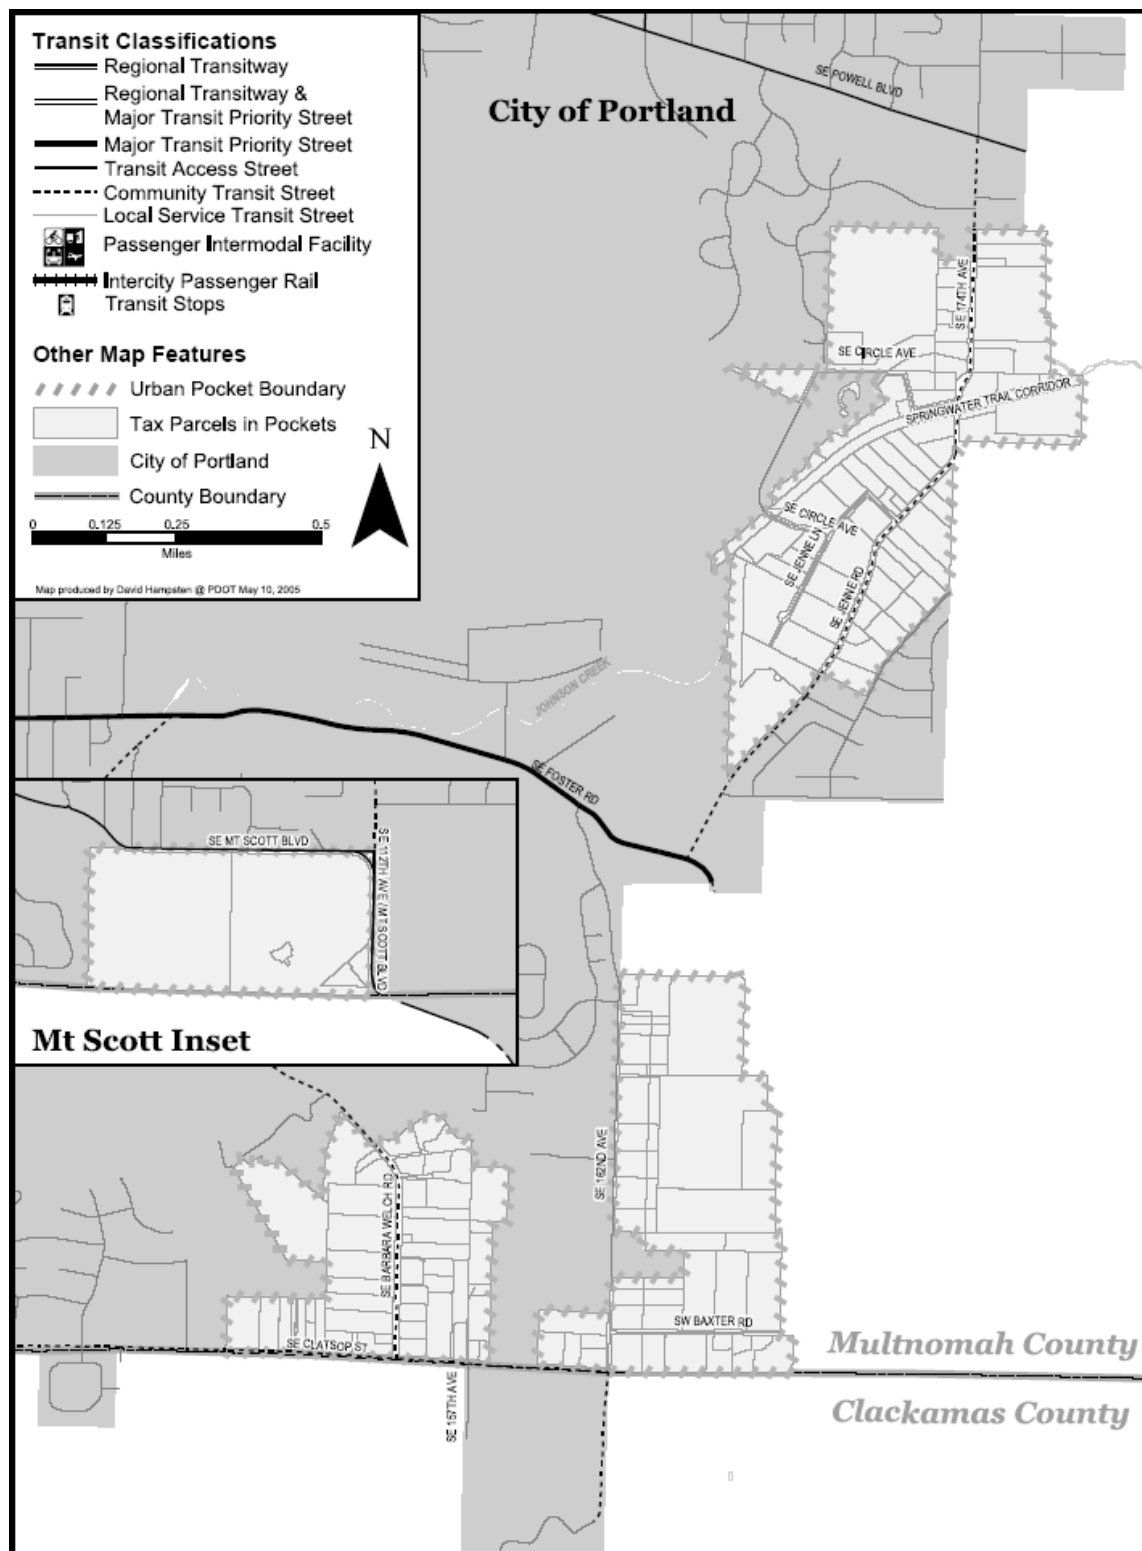 Transit Classifications
Regional Transitway
Regional Transitway &
Major Transit Priority Street
Major Transit Priority Street
Transit Access Street
Community Transit Street
Local Service Transit Street
Passenger Intermodal Facility
Intercity Passenger Rail
Transit Stops
Other Map Features
Urban Pocket Boundary
Tax Parcels in Pockets
City of Portland
County Boundary
N
0 0.125 0.25 0.5
Miles
Map produced by David Hampsten @ PDOT May 10, 2005
City of Portland
SE POWELL BLVD
SE 174TH AVE
SE CIRCLE AVE
SPRINGWATER TRAIL CORRIDOR
SE CIRCLE AVE
SE JENNE LN
SE JENNE RD
JOHNSON CREEK
SE FOSTER RD
SE MT SCOTT BLVD
SE 112TH AVE / MT SCOTT BLVD
Mt Scott Inset
SE 162ND AVE
SE BARBARA WELCH RD
SE CLATSOP ST
SW BAXTER RD
SE 157TH AVE
Multnomah County
Clackamas County